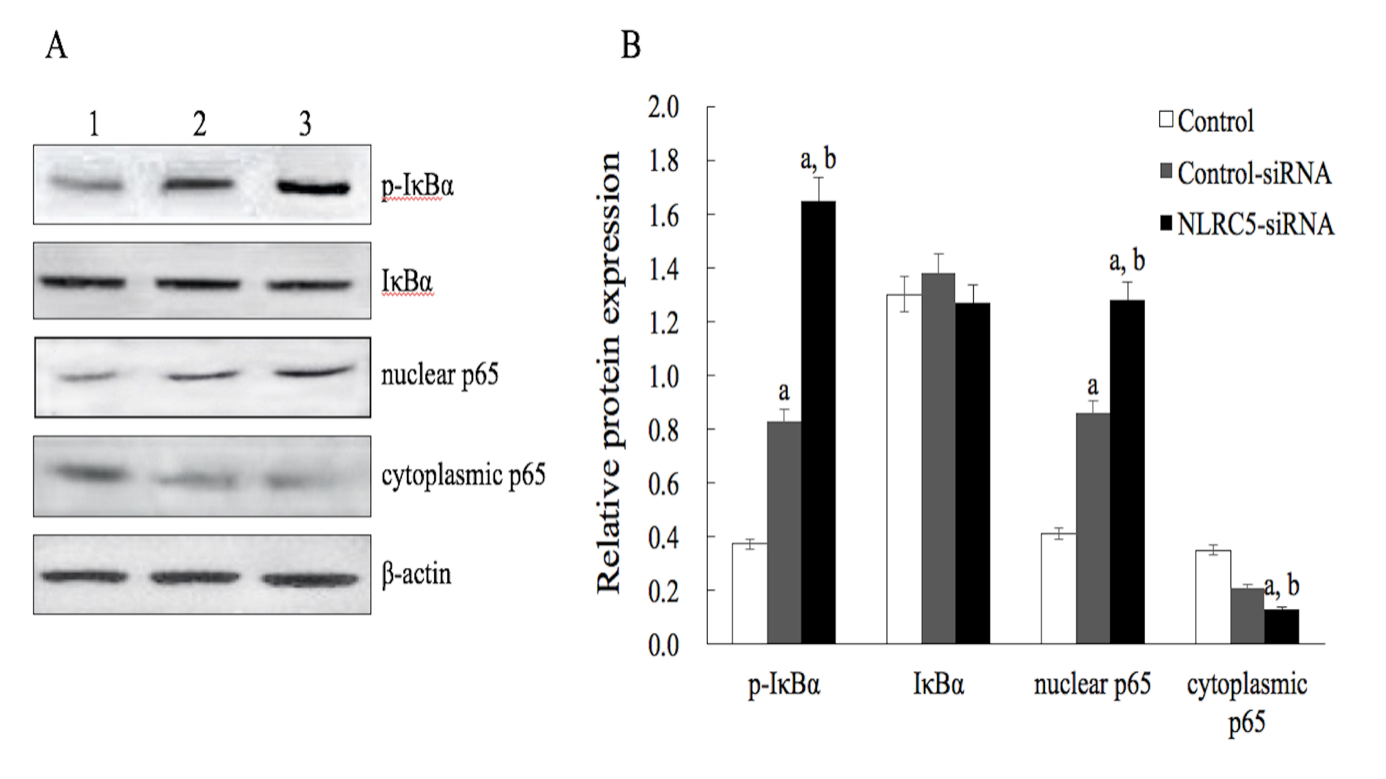 A
1 2 3
p-IκBα
IκBα
nuclear p65
cytoplasmic p65
β-actin
B
Relative protein expression
2.0
1.8
1.6
1.4
1.2
1.0
0.8
0.6
0.4
0.2
0.0
Control
Control-siRNA
NLRC5-siRNA
a
a, b
a
a, b
a, b
p-IκBα
IκBα
nuclear p65
cytoplasmic
p65